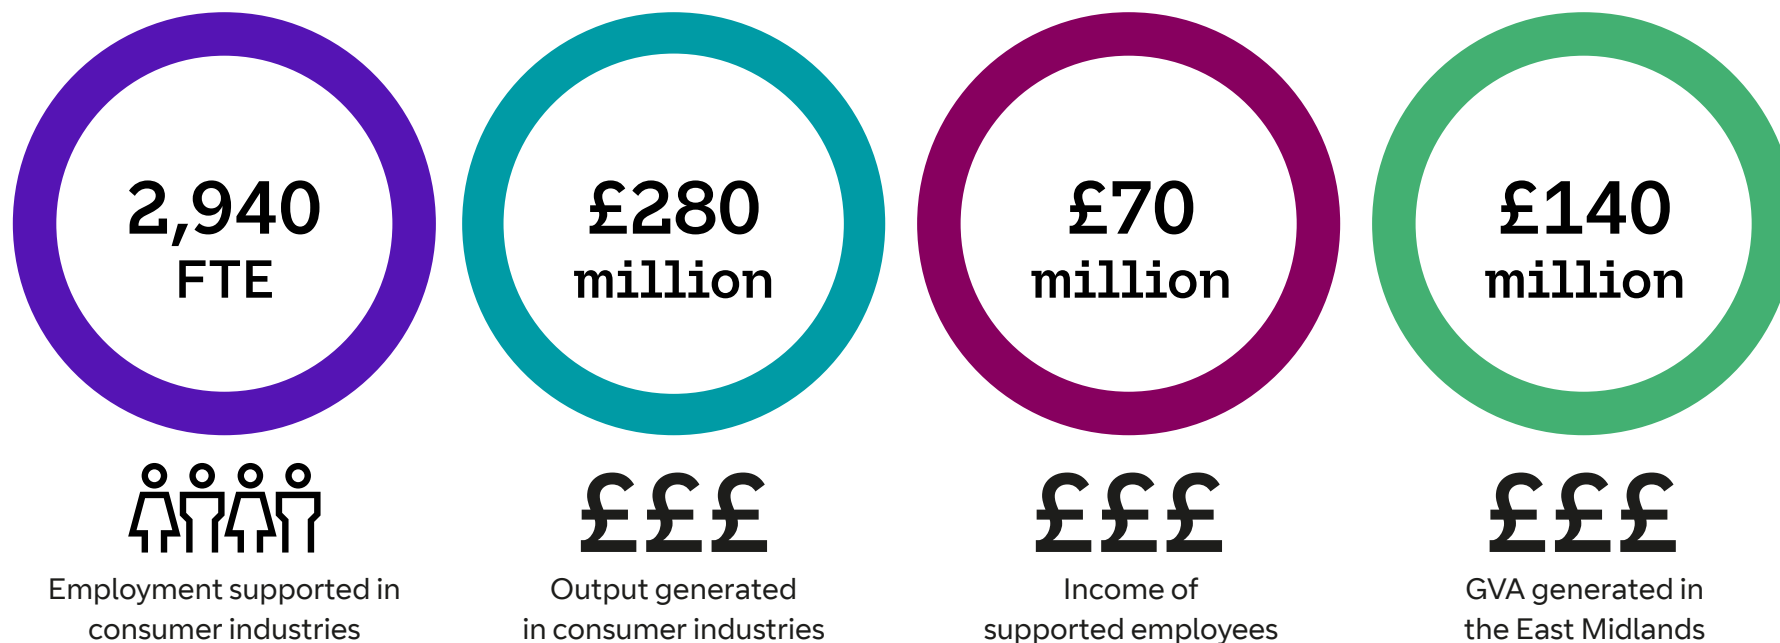 2,940
FTE
£280
million
£70
million
£140
million
£££
£££
£££
Employment supported in
consumer industries
Output generated
in consumer industries
Income of
supported employees
GVA generated in
the East Midlands